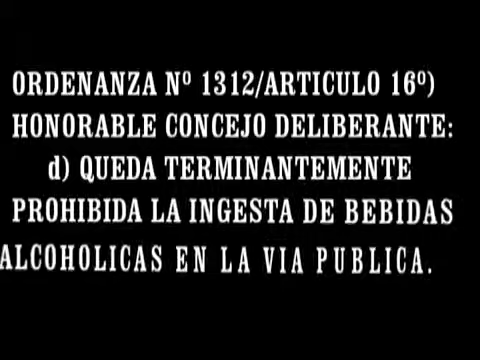 ORDENANZA Nº 1312/ARTICULO 16º)
HONORABLE CONCEJO DELIBERANTE:
d) QUEDA TERMINANTEMENTE
PROHIBIDA LA INGESTA DE BEBIDAS
ALCOHOLICAS EN LA VIA PUBLICA.